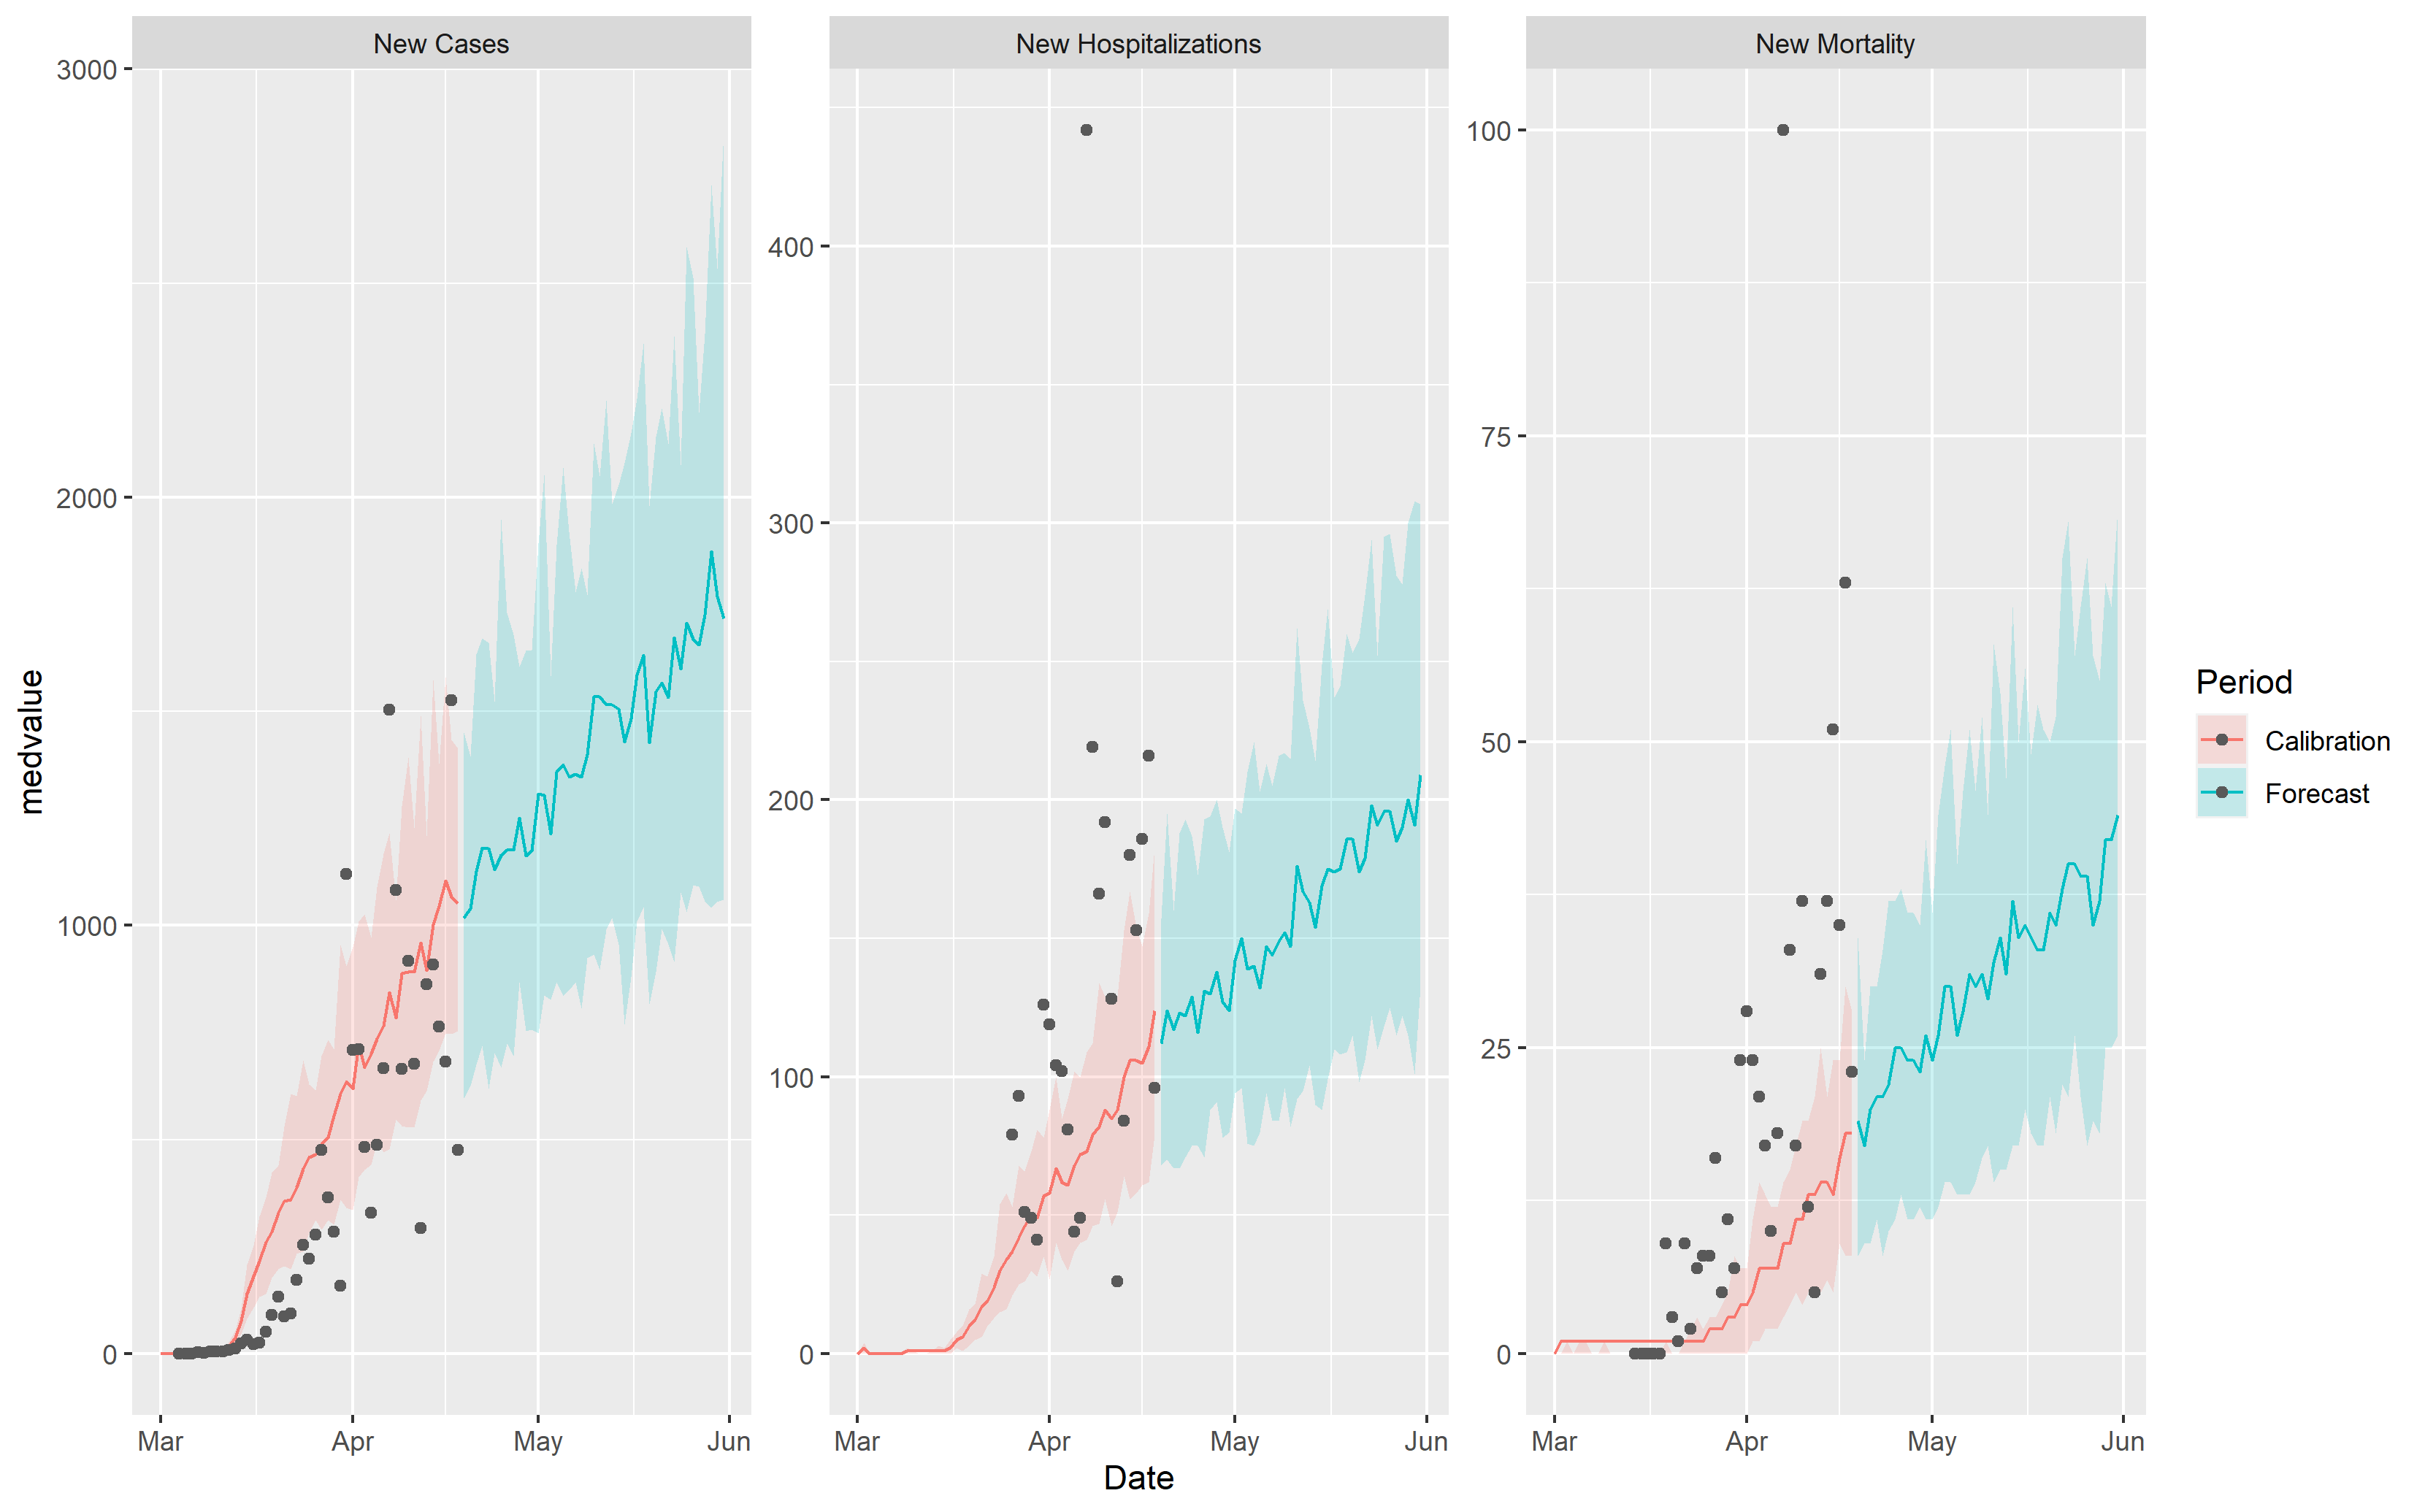 New Cases
New Hospitalizations
New Mortality
3000
2000
1000
0
400
300
200
100
0
100
75
50
25
0
medvalue
Mar Apr May Jun
Mar Apr May Jun
Mar Apr May Jun
Date
Period
Calibration
Forecast